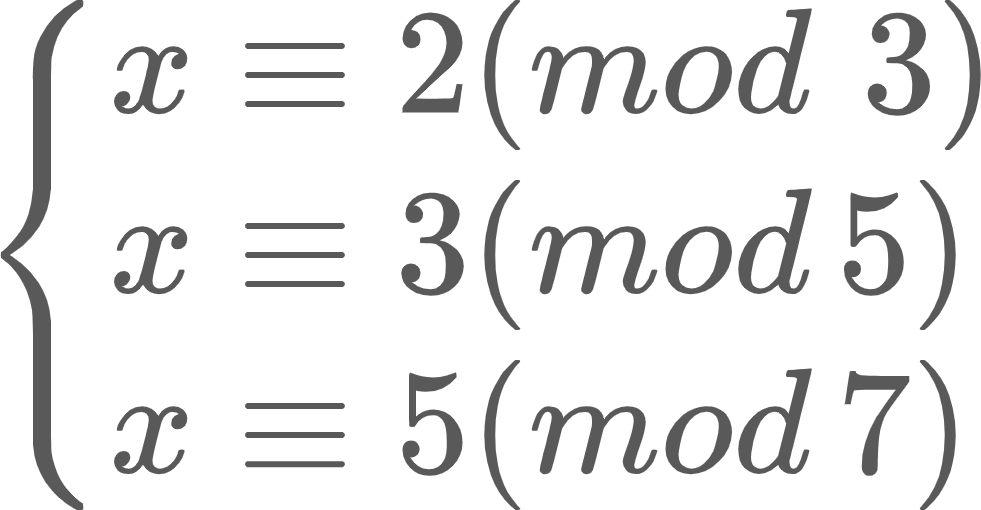 x ≡ 2(mod 3)
x ≡ 3(mod 5)
x ≡ 5(mod 7)